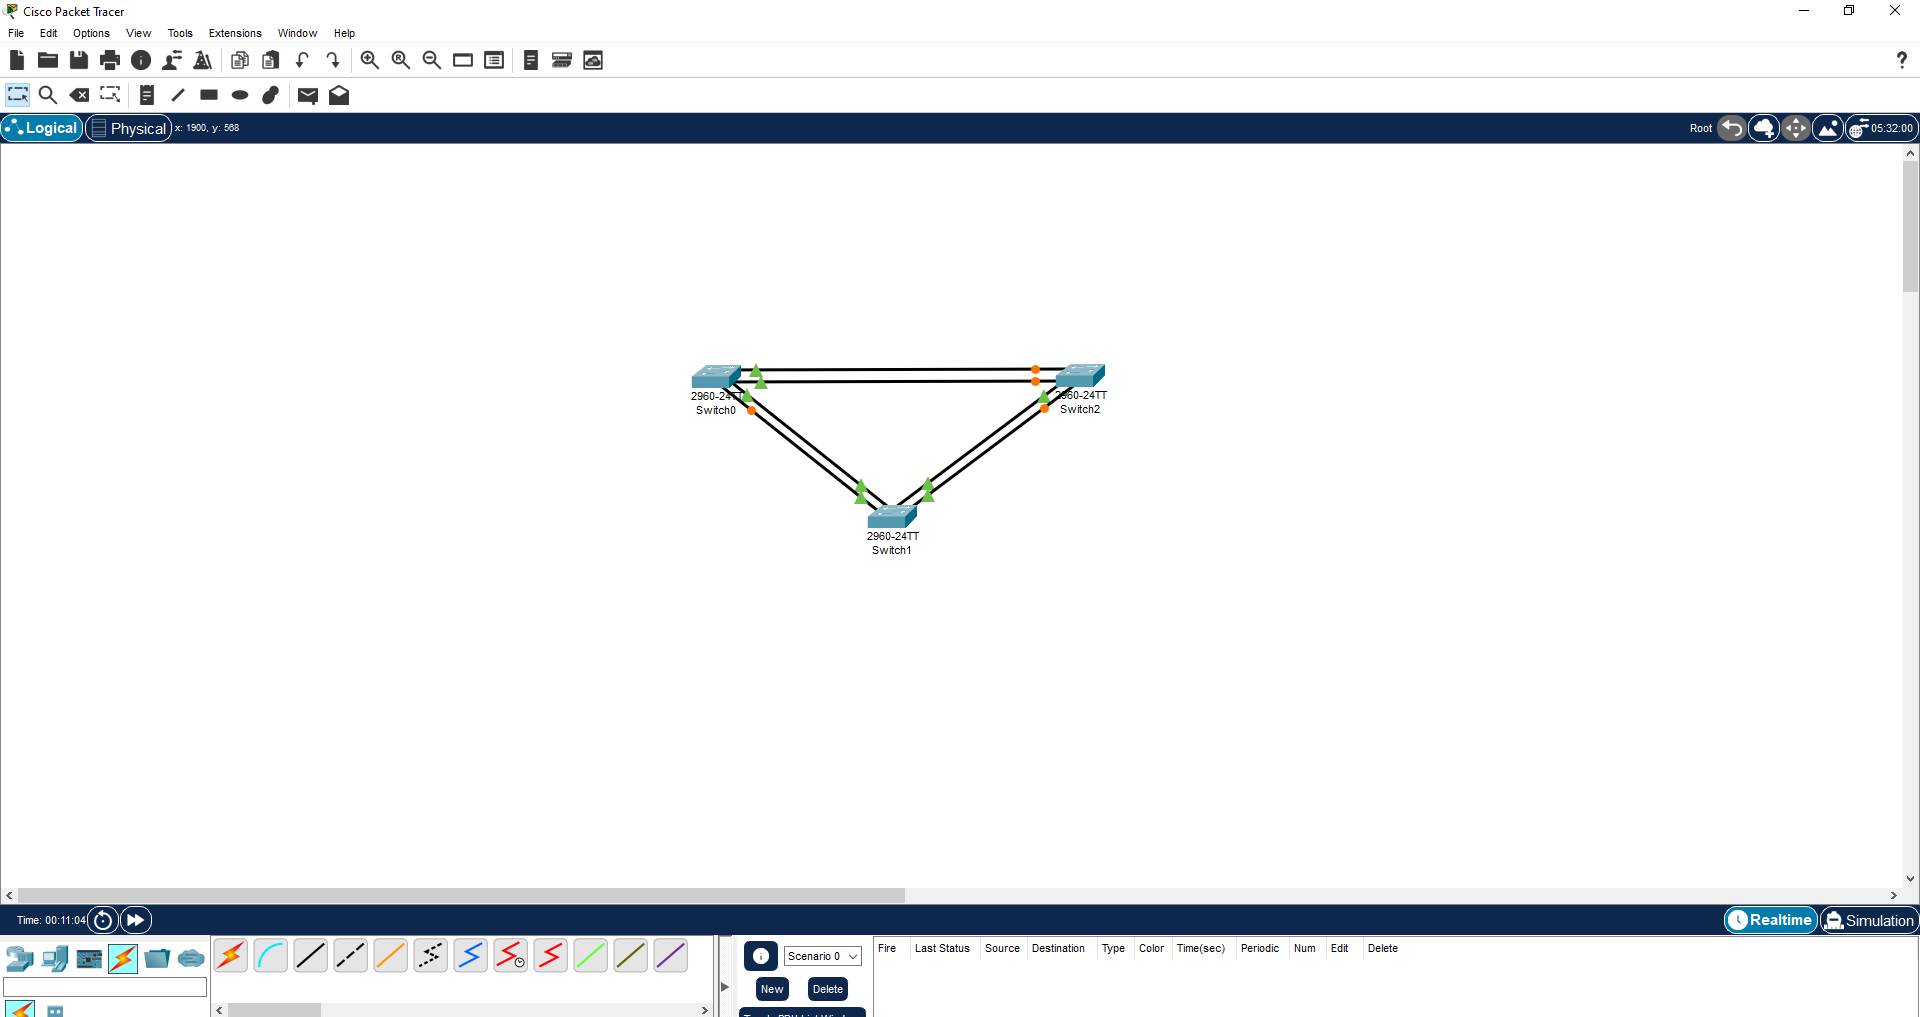 Cisco Packet Tracer
File Edit Options View Tools Extensions Window Help
Logical Physical x: 1900, y: 568 Root 05:32:00
2960-24TT
Switch0
2960-24TT
Switch2
2960-24TT
Switch1
Time: 00:11:04 Realtime Simulation
Scenario 0
New Delete
Fire Last Status Source Destination Type Color Time(sec) Periodic Num Edit Delete